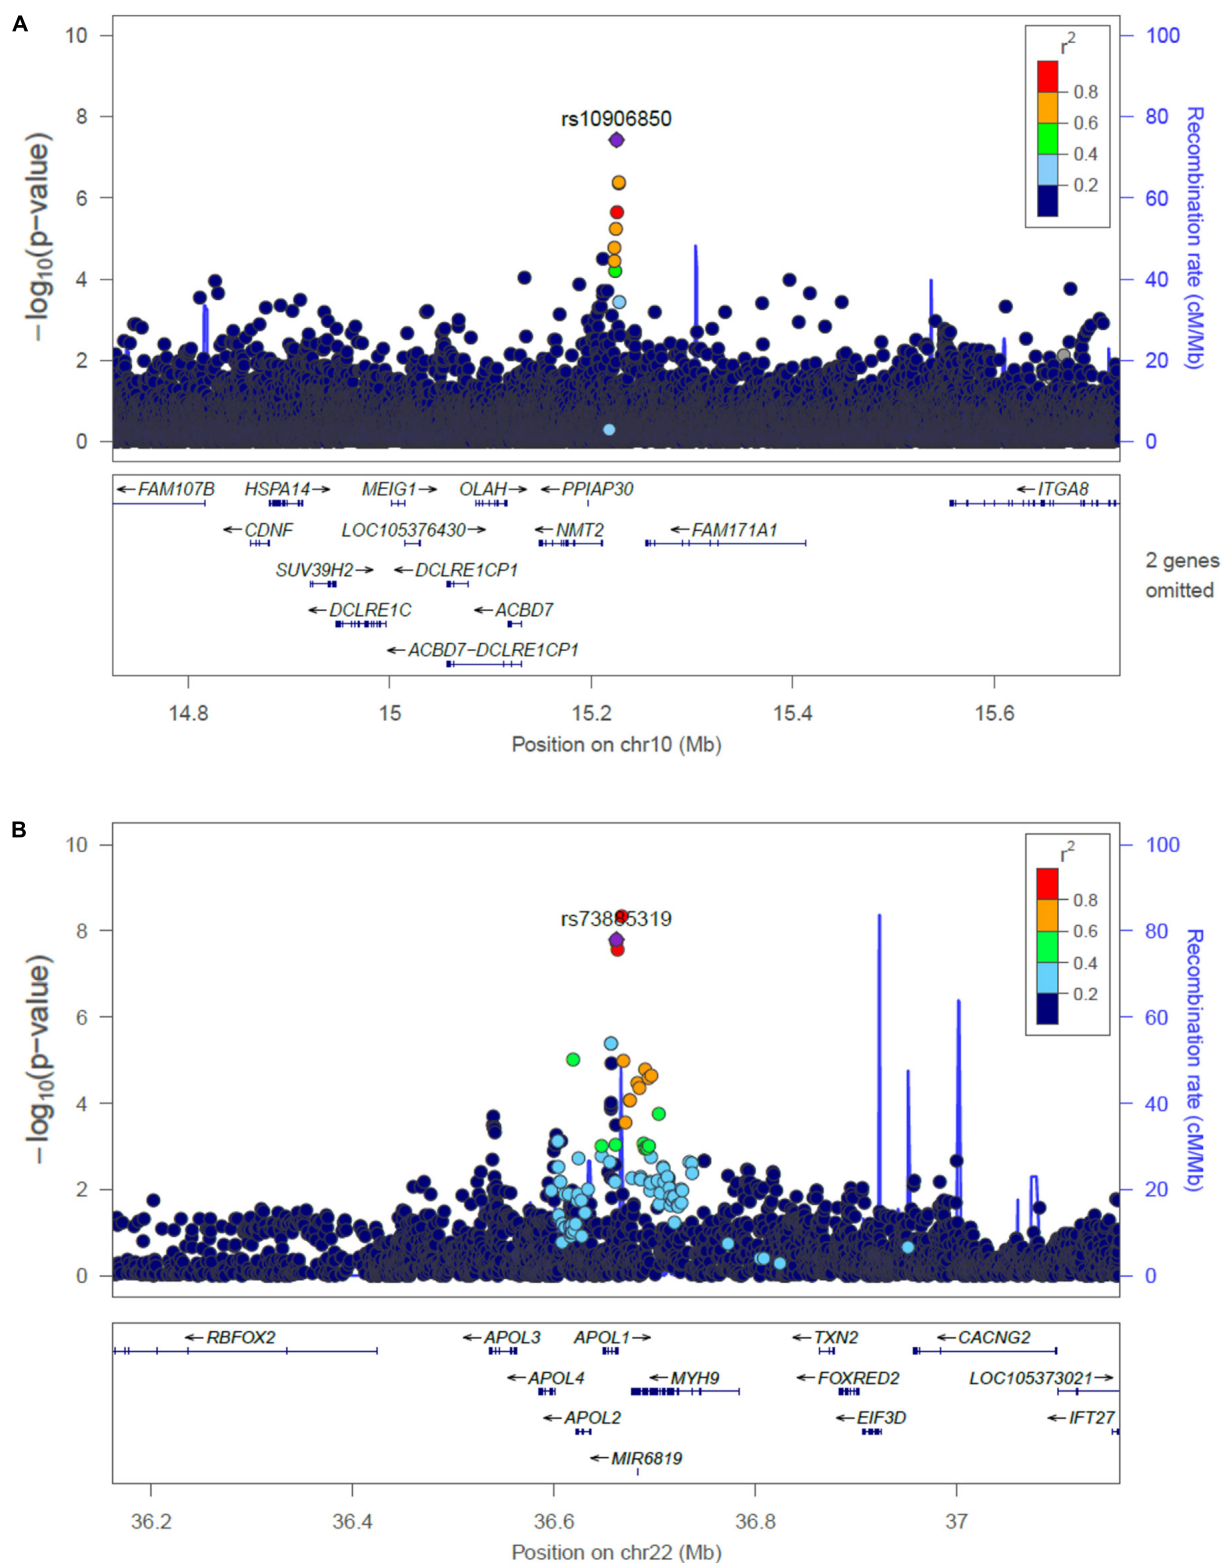 A
−log10(p−value)
10
8
6
4
2
0
rs10906850
r2
0.8
0.6
0.4
0.2
100
80
60
40
20
0
Recombination rate (cM/Mb)
←FAM107B HSPA14→ MEIG1→ OLAH→ ←PPIAP30 ←ITGA8
←CDNF LOC105376430→ ←NMT2 ←FAM171A1
SUV39H2→ ←DCLRE1CP1
←DCLRE1C ←ACBD7
←ACBD7−DCLRE1CP1
2 genes
omitted
14.8 15 15.2 15.4 15.6
Position on chr10 (Mb)
B
−log10(p−value)
10
8
6
4
2
0
rs73885319
r2
0.8
0.6
0.4
0.2
100
80
60
40
20
0
Recombination rate (cM/Mb)
←RBFOX2 ←APOL3 APOL1→ ←TXN2 ←CACNG2
←APOL4 ←MYH9 ←FOXRED2 LOC105373021→
←APOL2 ←EIF3D ←IFT27
←MIR6819
36.2 36.4 36.6 36.8 37
Position on chr22 (Mb)